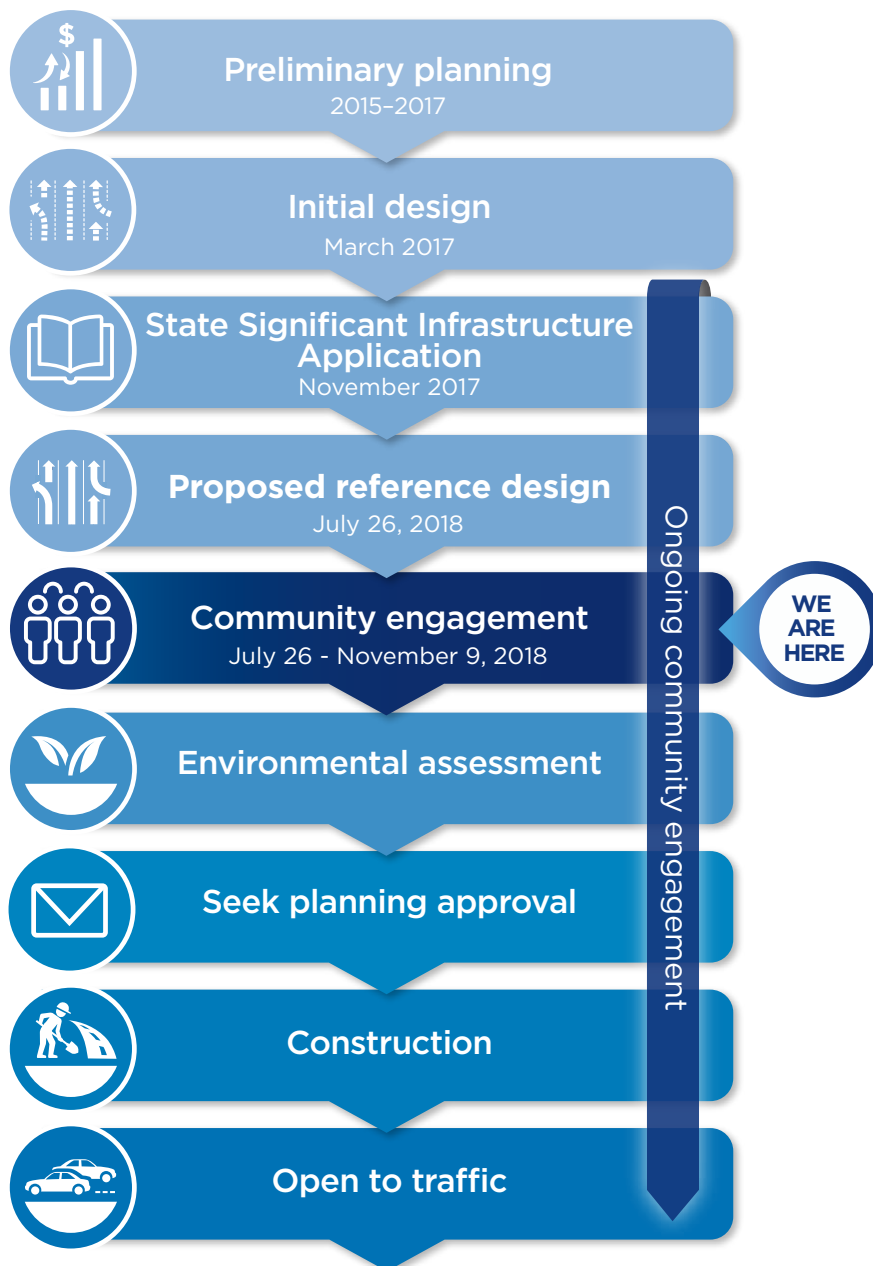 $
Preliminary planning
2015–2017
Initial design
March 2017
State Significant Infrastructure
Application
November 2017
Proposed reference design
July 26, 2018
Community engagement
July 26 - November 9, 2018
WE
ARE
HERE
Ongoing community engagement
Environmental assessment
Seek planning approval
Construction
Open to traffic